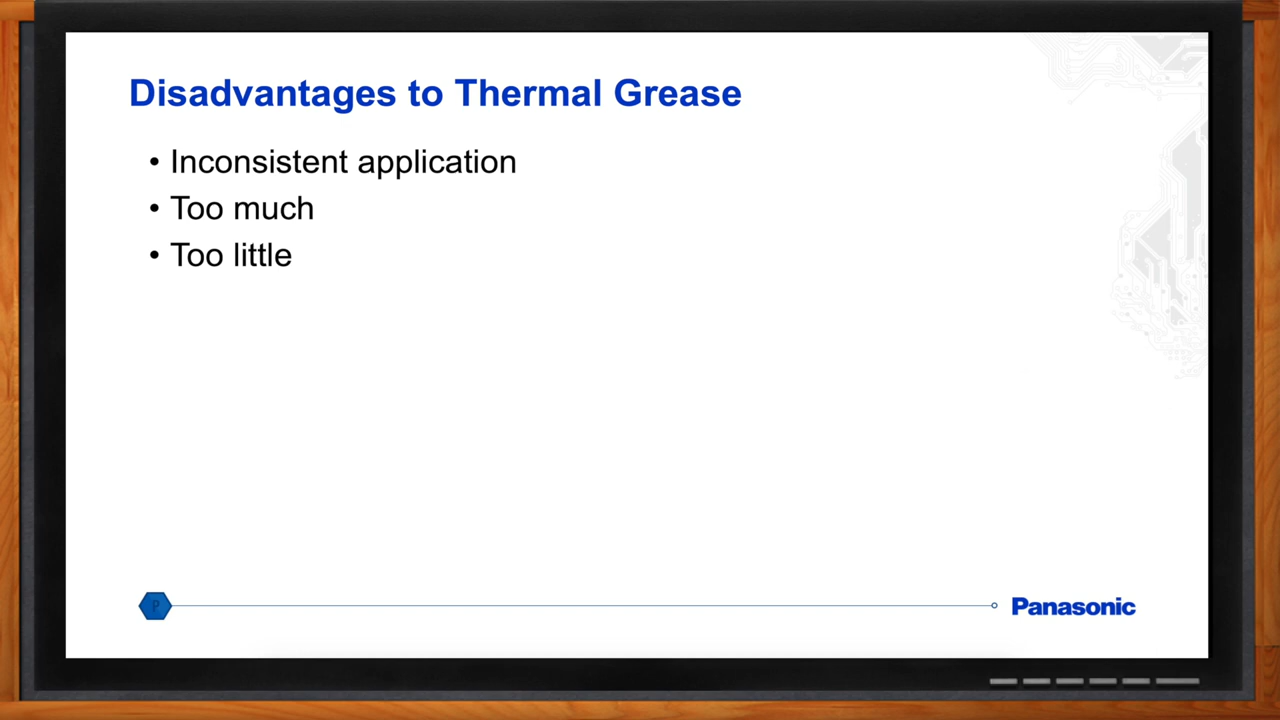 Disadvantages to Thermal Grease
• Inconsistent application
• Too much
• Too little
P
Panasonic